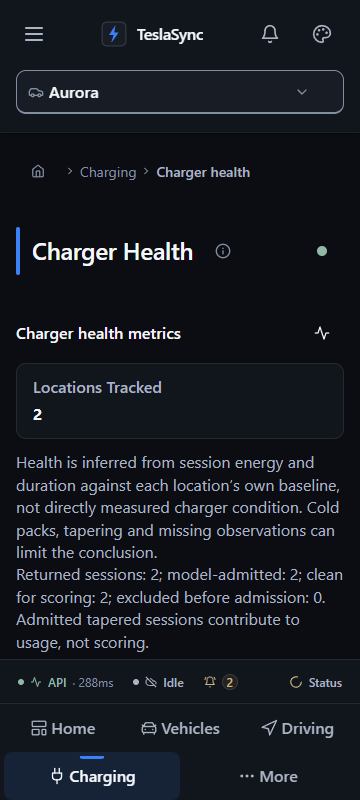 TeslaSync
Aurora
Charging
Charger health
Charger Health
Charger health metrics
Locations Tracked
2
Health is inferred from session energy and
duration against each location's own baseline,
not directly measured charger condition. Cold
packs, tapering and missing observations can
limit the conclusion.
Returned sessions: 2; model-admitted: 2; clean
for scoring: 2; excluded before admission: 0.
Admitted tapered sessions contribute to
usage, not scoring.
API · 288ms
Idle
2
Status
Home
Vehicles
Driving
Charging
More